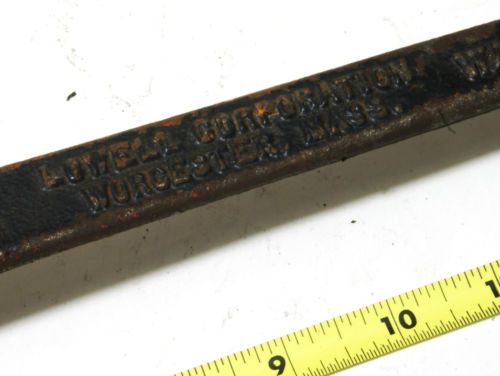 LOWELL CORPORATION
WORCESTER, MASS.
9 10